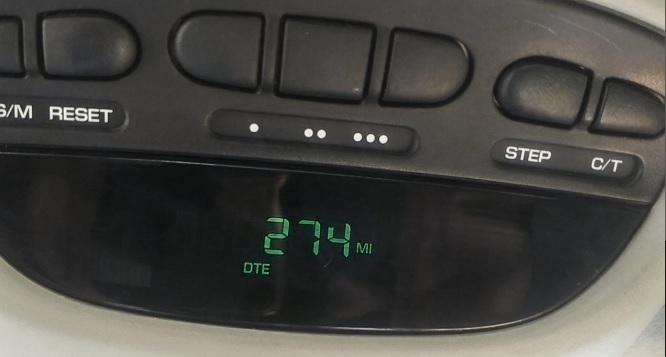 S/M RESET
• •• •••
STEP C/T
274 MI
DTE